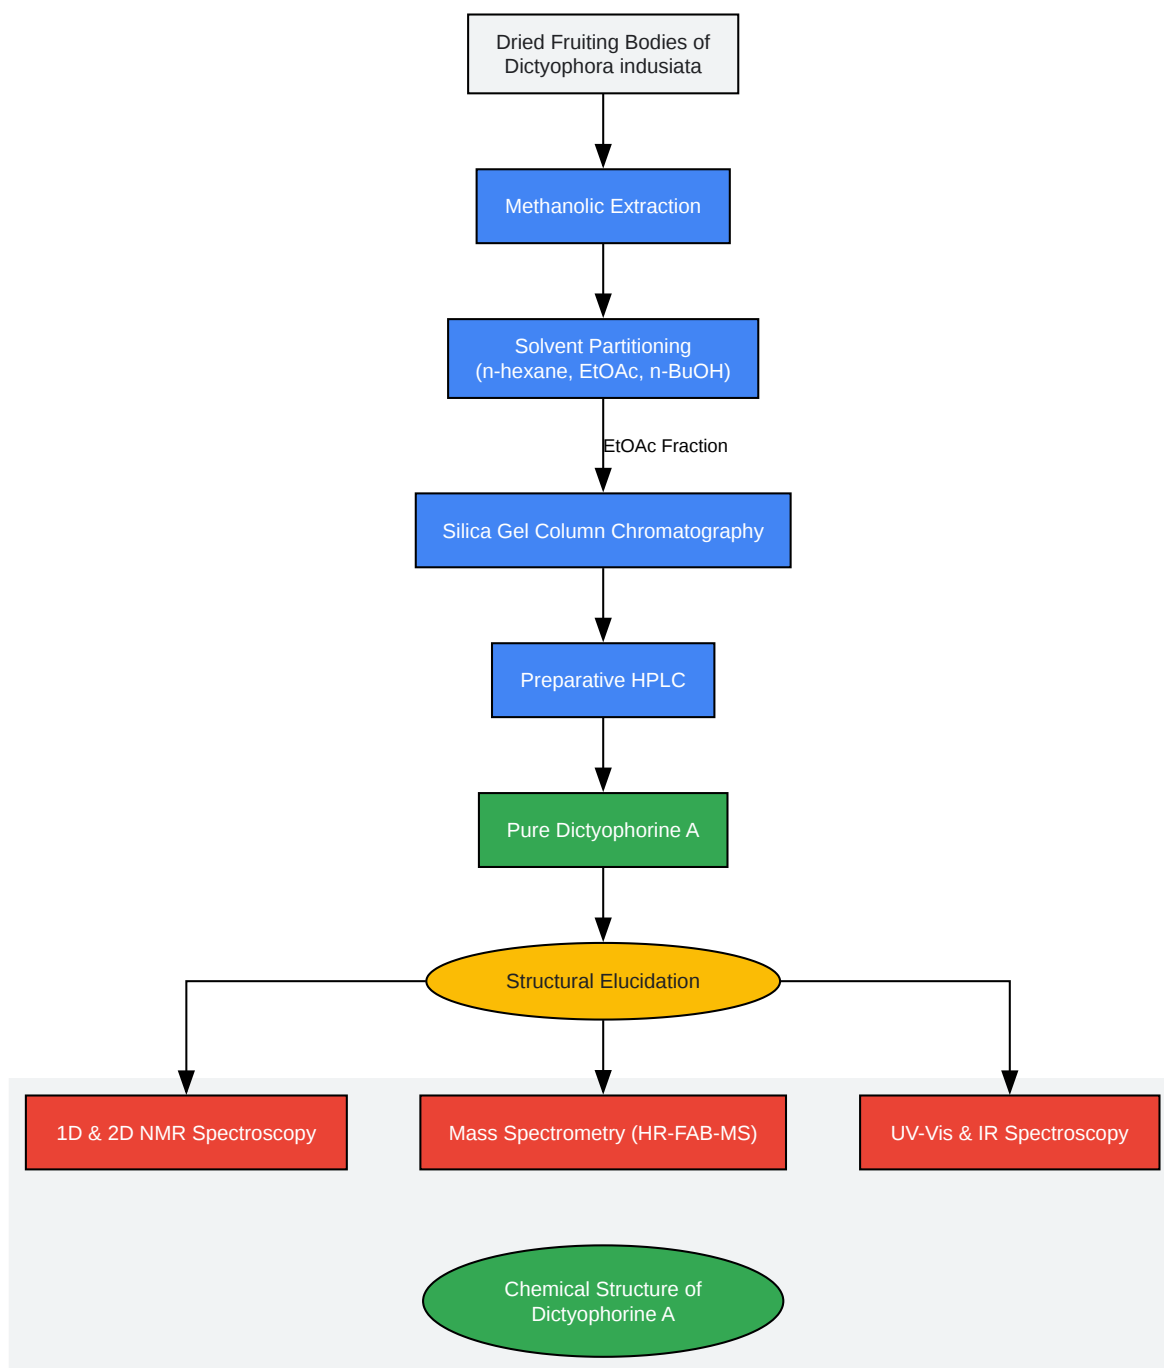 Dried Fruiting Bodies of
Dictyophora indusiata
Methanolic Extraction
Solvent Partitioning
(n-hexane, EtOAc, n-BuOH)
EtOAc Fraction
Silica Gel Column Chromatography
Preparative HPLC
Pure Dictyophorine A
Structural Elucidation
1D & 2D NMR Spectroscopy
Mass Spectrometry (HR-FAB-MS)
UV-Vis & IR Spectroscopy
Chemical Structure of
Dictyophorine A